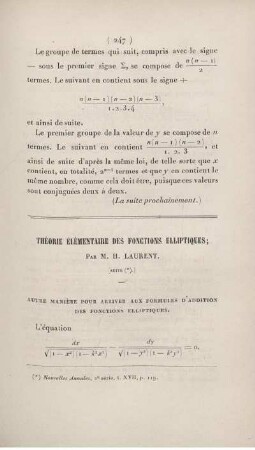 ( 247 )
Le groupe de termes qui suit, compris avec le signe
— sous le premier signe Σ, se compose de n(n — 1)/2
termes. Le suivant en contient sous le signe +
n(n — 1)(n — 2)(n — 3)/1.2.3.4,
et ainsi de suite.
Le premier groupe de la valeur de y se compose de n
termes. Le suivant en contient n(n — 1)(n — 2)/1.2.3, et
ainsi de suite d'après la même loi, de telle sorte que x
contient, en totalité, 2ⁿ⁻¹ termes et que y en contient le
même nombre, comme cela doit être, puisque ces valeurs
sont conjuguées deux à deux.
(La suite prochainement.)
THÉORIE ÉLÉMENTAIRE DES FONCTIONS ELLIPTIQUES;
PAR M. H. LAURENT.
SUITE (*).
AUTRE MANIÈRE POUR ARRIVER AUX FORMULES D'ADDITION
DES FONCTIONS ELLIPTIQUES.
L'équation
dx/√(1 — x²)(1 — k²x²) — dy/√(1 — y²)(1 — k²y²) = 0.
(*) Nouvelles Annales, 2e série, t. XVII, p. 119.